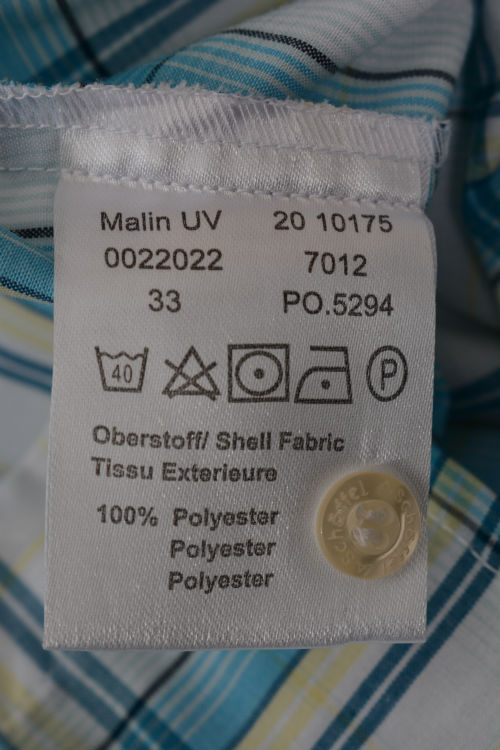 Malin UV 20 10175
0022022 7012
33 PO.5294
40 P
Oberstoff/ Shell Fabric
Tissu Exterieure
100% Polyester
Polyester
Polyester
Schöffel